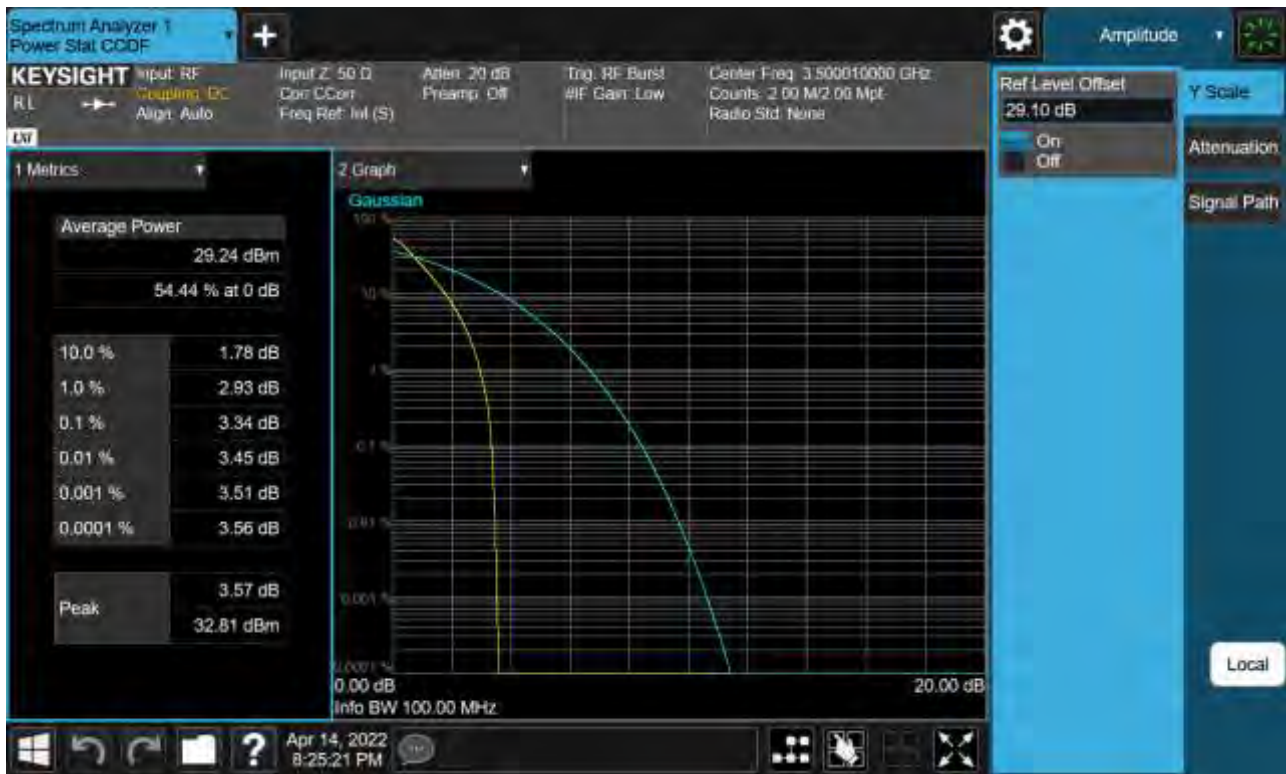 Spectrum Analyzer 1
Power Stat CCDF
+
Amplitude
KEYSIGHT
RL
Input: RF
Coupling: DC
Align: Auto
Input Z: 50 Ω
Corr CCorr
Freq Ref: Int (S)
Atten: 20 dB
Preamp: Off
Trig: RF Burst
#IF Gain: Low
Center Freq: 3.500010000 GHz
Counts: 2.00 M/2.00 Mpt
Radio Std: None
LXI
Ref Level Offset
29.10 dB
On
Off
Y Scale
Attenuation
Signal Path
1 Metrics
Average Power
29.24 dBm
54.44 % at 0 dB
10.0 % 1.78 dB
1.0 % 2.93 dB
0.1 % 3.34 dB
0.01 % 3.45 dB
0.001 % 3.51 dB
0.0001 % 3.56 dB
Peak
3.57 dB
32.81 dBm
2 Graph
Gaussian
100 %
10 %
1 %
0.1 %
0.01 %
0.001 %
0.0001 %
0.00 dB 20.00 dB
Info BW 100.00 MHz
Local
?
Apr 14, 2022
8:25:21 PM